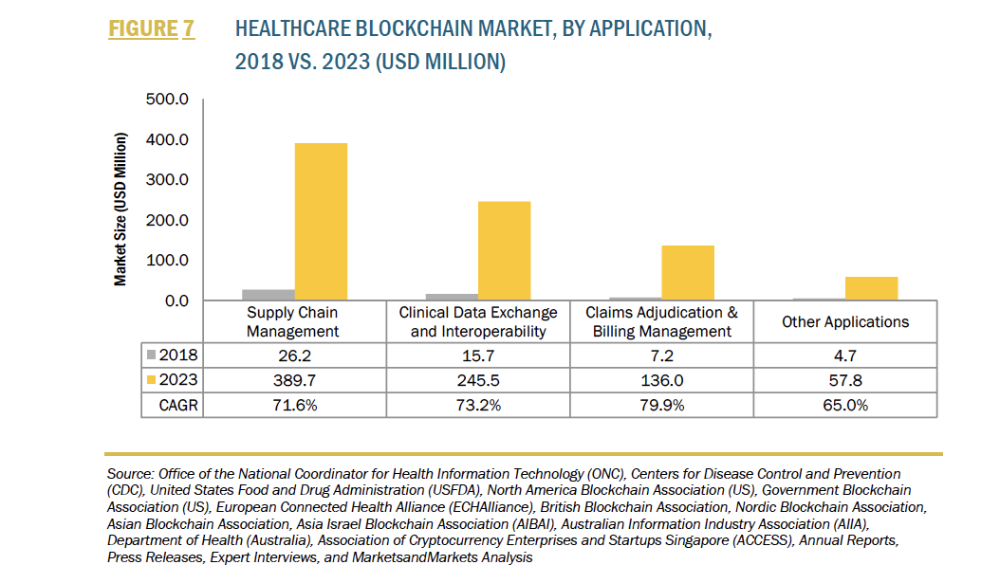 FIGURE 7 HEALTHCARE BLOCKCHAIN MARKET, BY APPLICATION,
2018 VS. 2023 (USD MILLION)
Market Size (USD Million)
500.0
400.0
300.0
200.0
100.0
0.0
Supply Chain Management
Clinical Data Exchange and Interoperability
Claims Adjudication & Billing Management
Other Applications
2018 26.2 15.7 7.2 4.7
2023 389.7 245.5 136.0 57.8
CAGR 71.6% 73.2% 79.9% 65.0%
Source: Office of the National Coordinator for Health Information Technology (ONC), Centers for Disease Control and Prevention
(CDC), United States Food and Drug Administration (USFDA), North America Blockchain Association (US), Government Blockchain
Association (US), European Connected Health Alliance (ECHAlliance), British Blockchain Association, Nordic Blockchain Association,
Asian Blockchain Association, Asia Israel Blockchain Association (AIBAI), Australian Information Industry Association (AIIA),
Department of Health (Australia), Association of Cryptocurrency Enterprises and Startups Singapore (ACCESS), Annual Reports,
Press Releases, Expert Interviews, and MarketsandMarkets Analysis